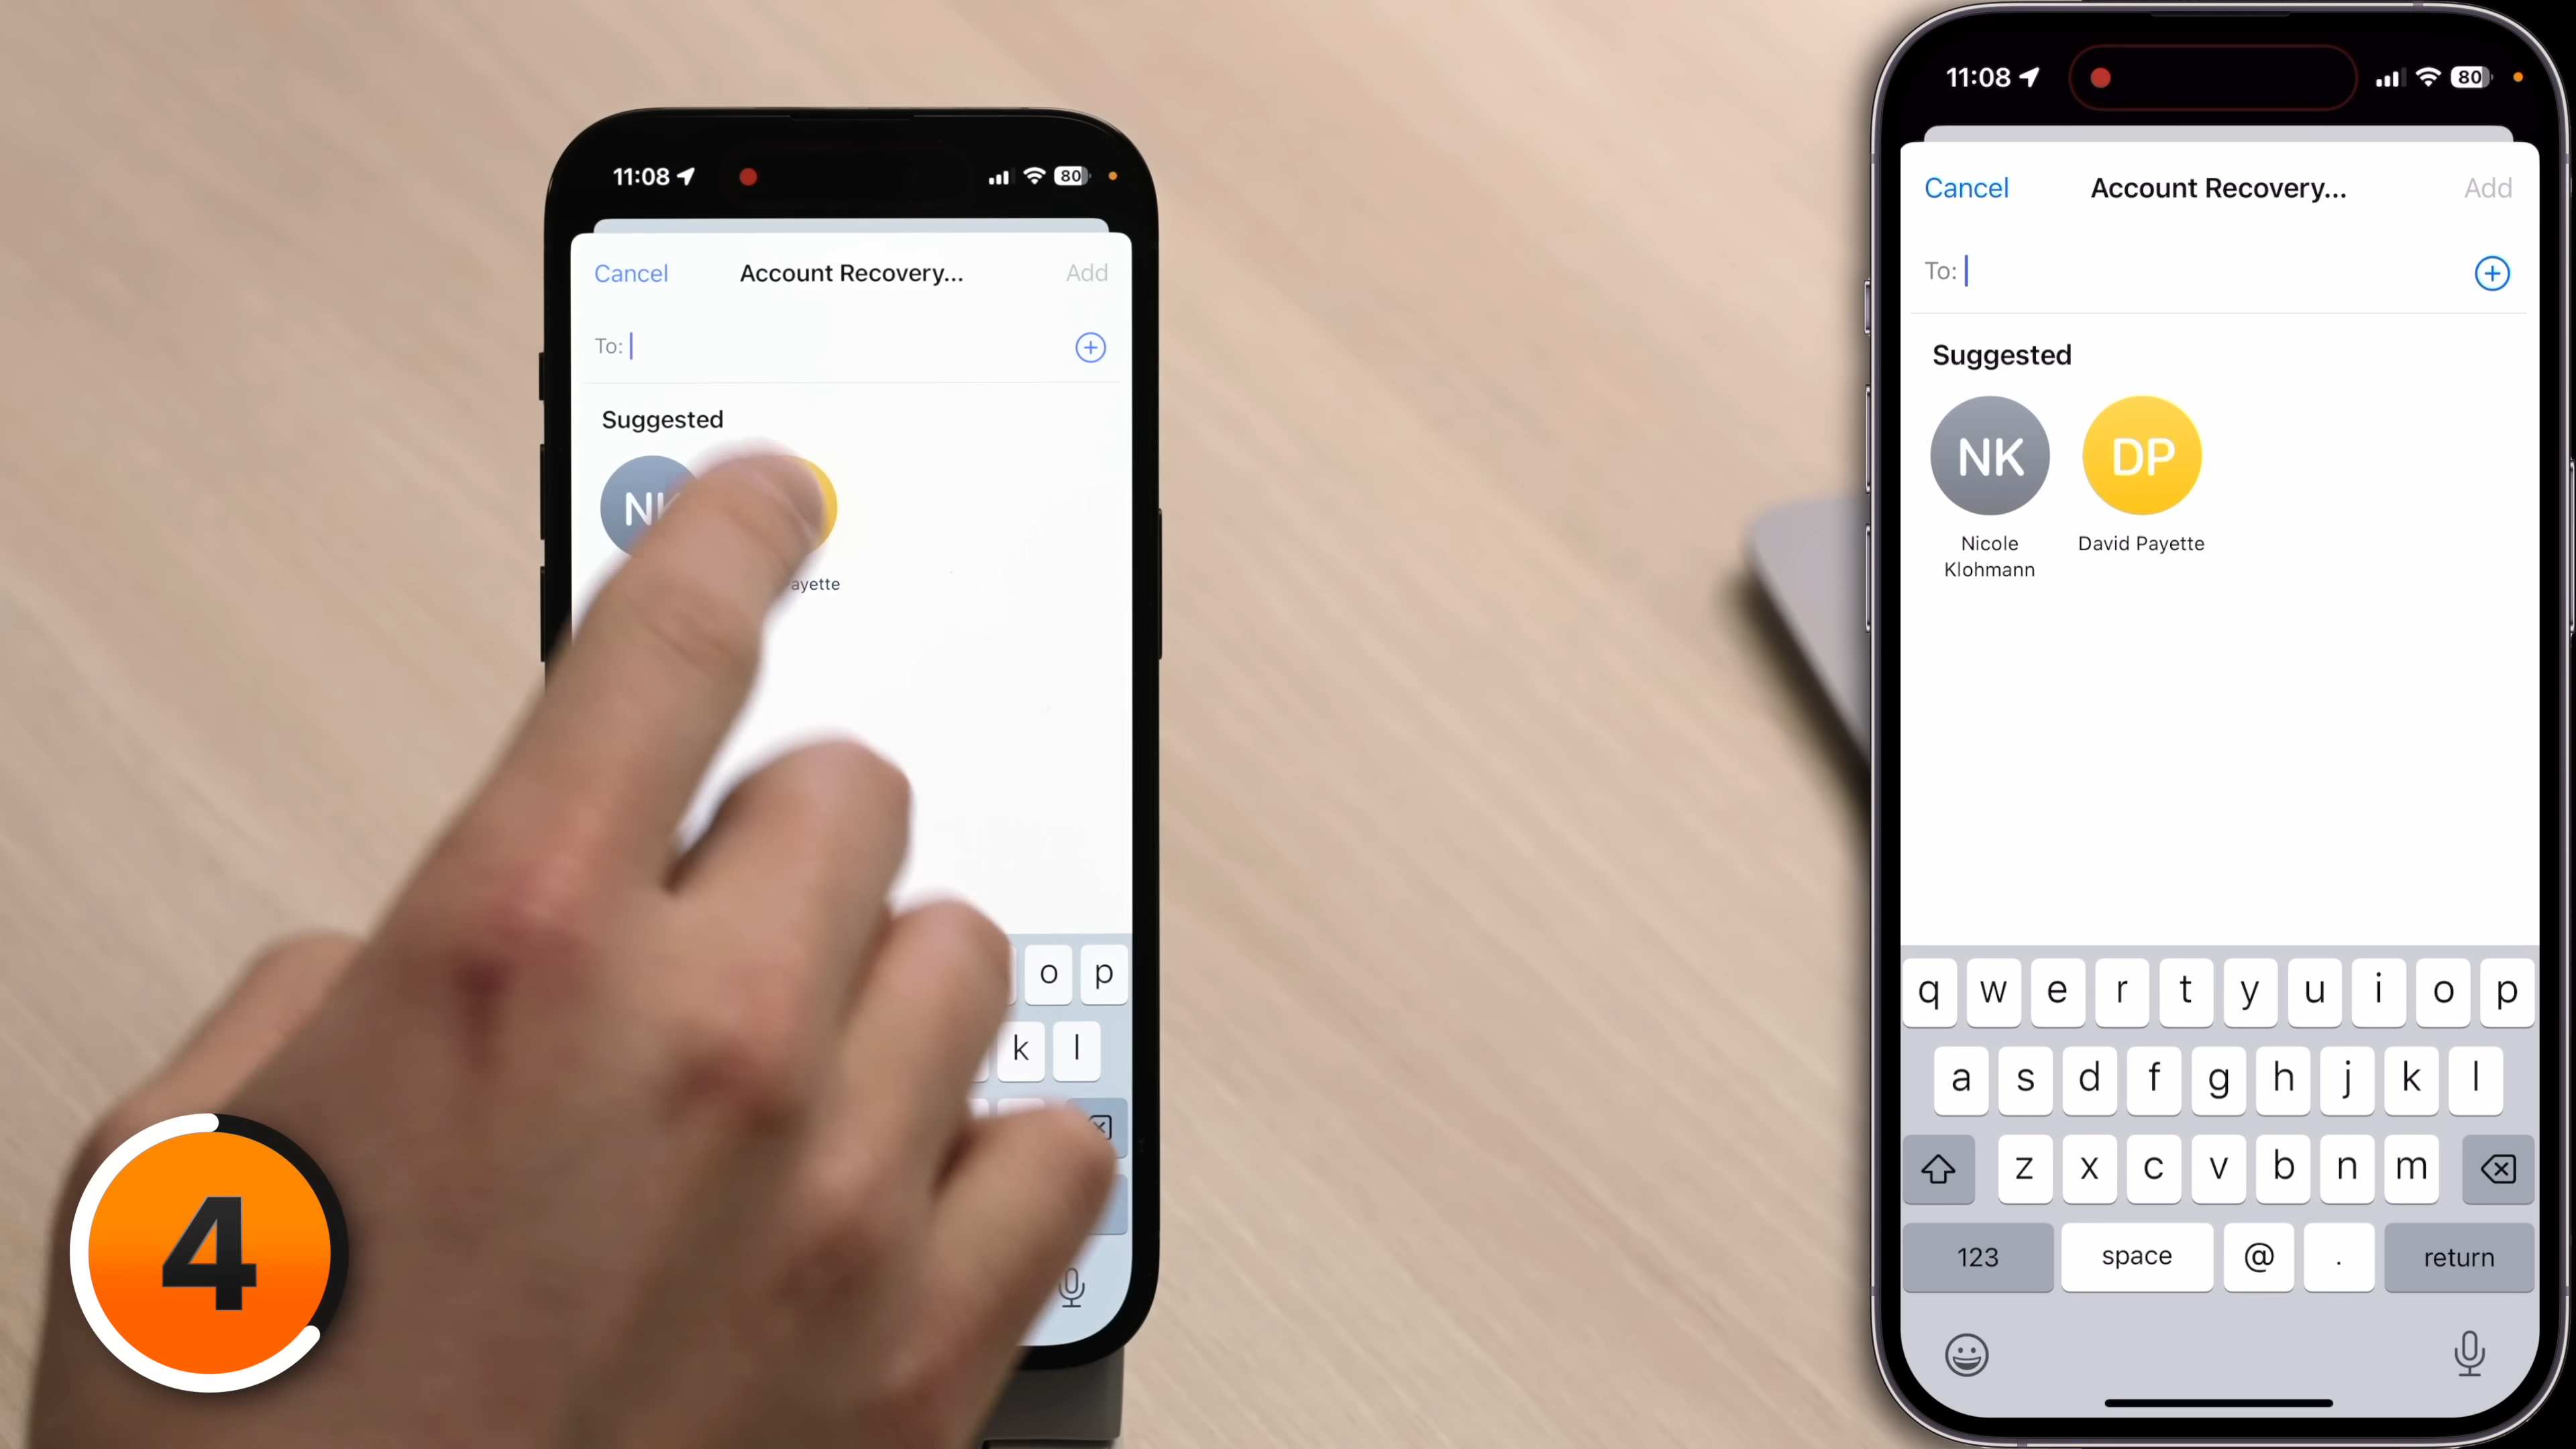 11:08
80
Cancel
Account Recovery...
Add
To:
Suggested
NK
ayette
o p
k l
4
11:08
80
Cancel
Account Recovery...
Add
To:
Suggested
NK
DP
Nicole
Klohmann
David Payette
q w e r t y u i o p
a s d f g h j k l
z x c v b n m
123
space
@
.
return